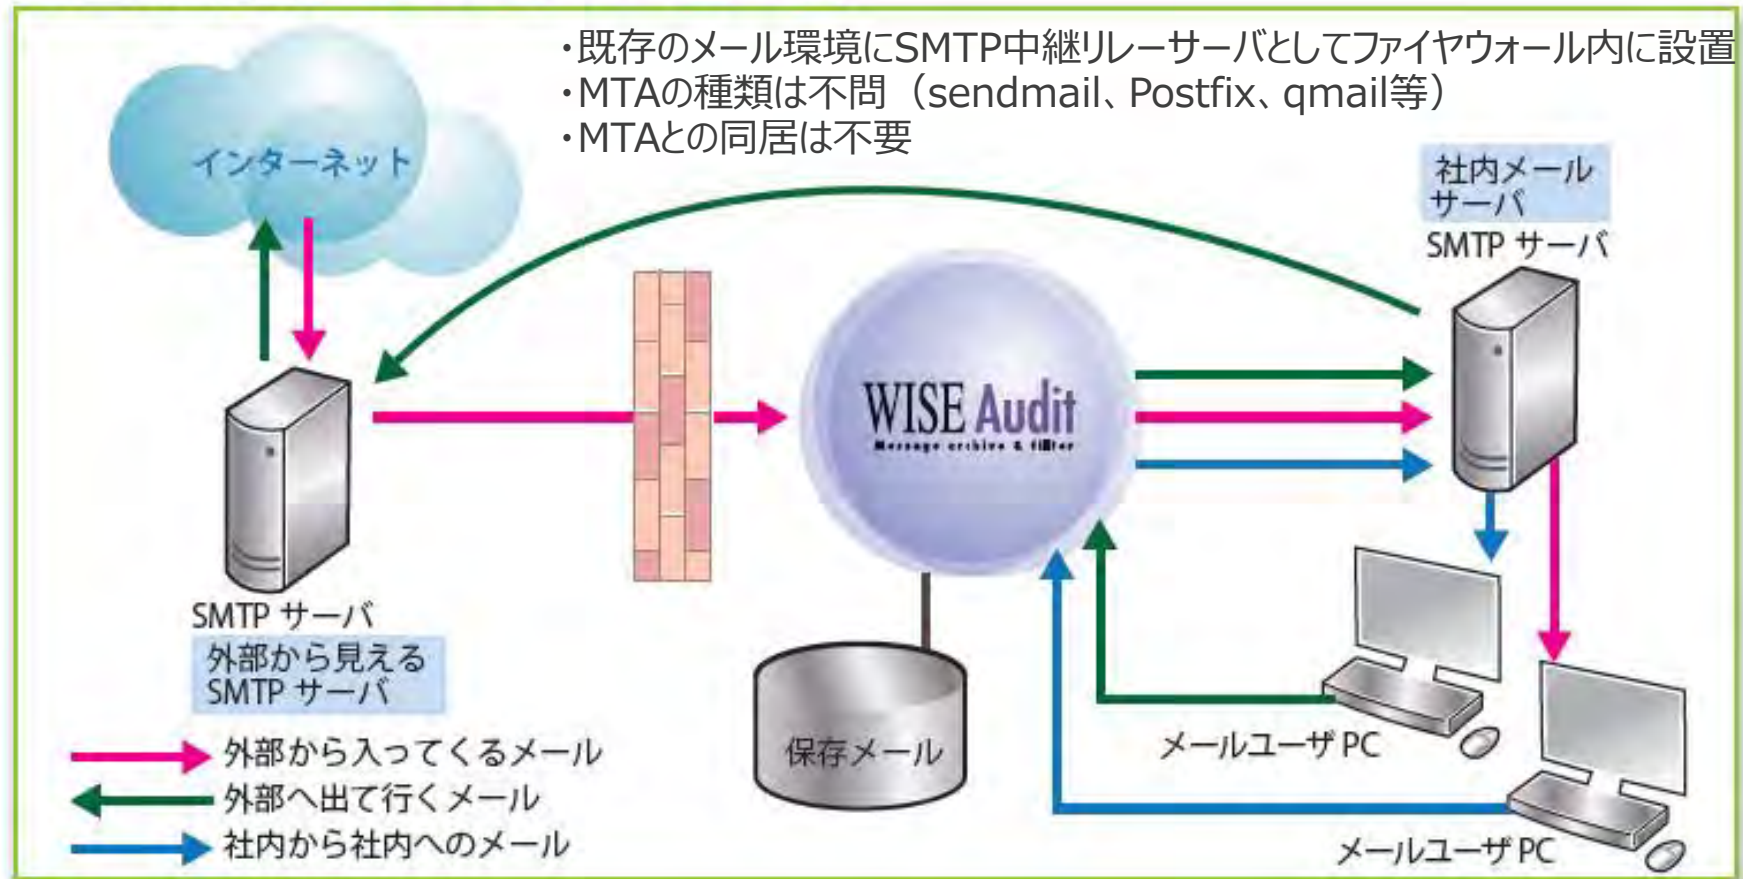 ・既存のメール環境にSMTP中継リレーサーバとしてファイヤウォール内に設置
・MTAの種類は不問（sendmail、Postfix、qmail等）
・MTAとの同居は不要
インターネット
社内メール
サーバ
SMTP サーバ
WISE Audit
Message archive & filter
SMTP サーバ
外部から見える
SMTP サーバ
保存メール
メールユーザ PC
メールユーザ PC
外部から入ってくるメール
外部へ出て行くメール
社内から社内へのメール